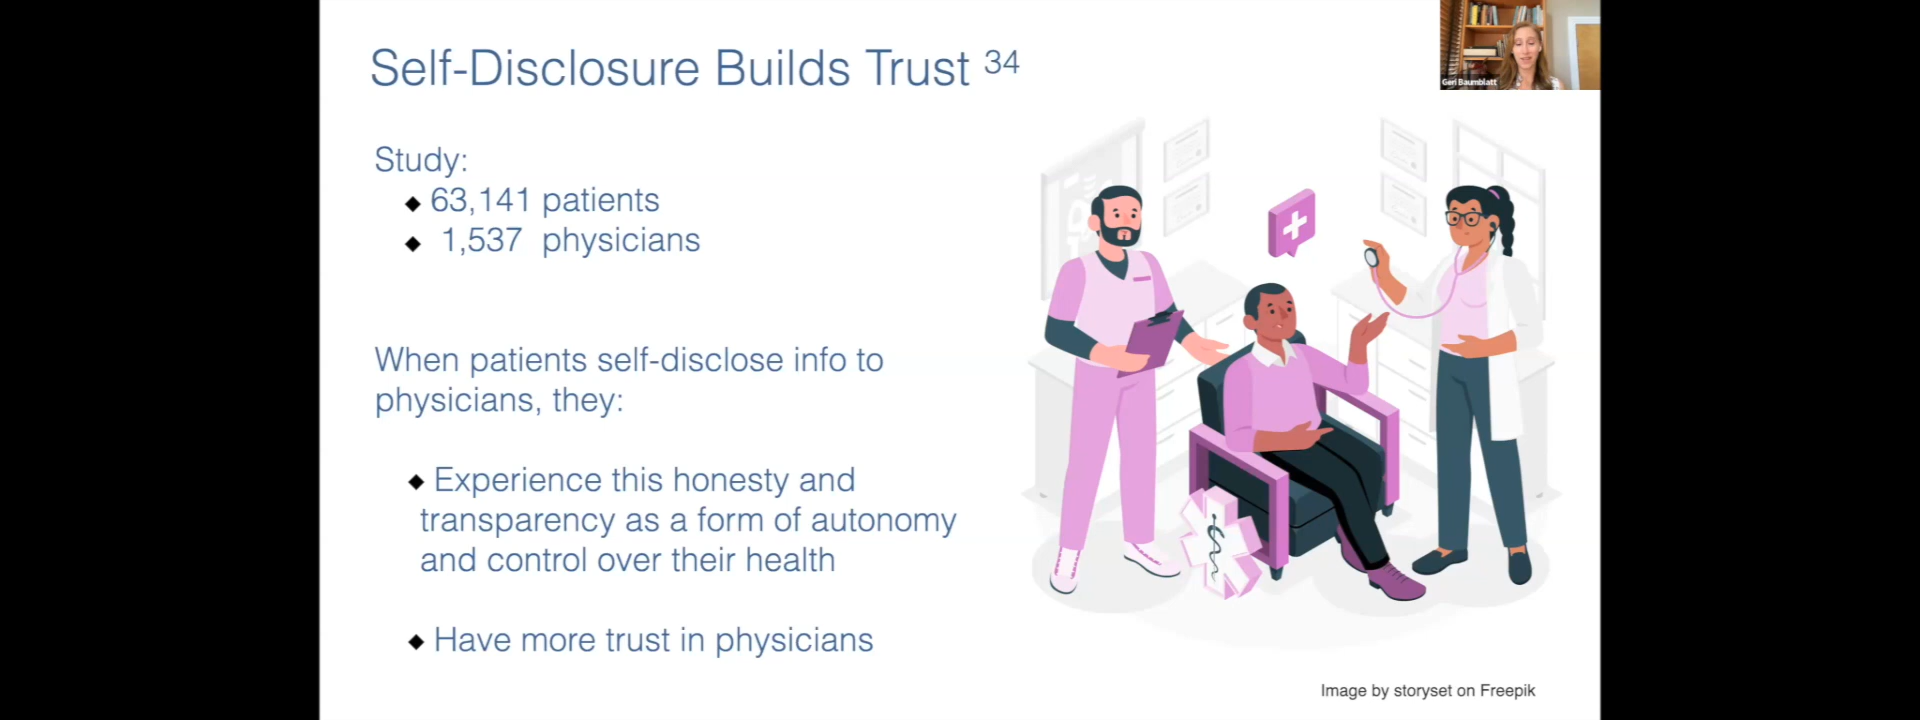 Self-Disclosure Builds Trust 34
Geri Baumblatt
Study:
◆ 63,141 patients
◆ 1,537 physicians
When patients self-disclose info to
physicians, they:
◆ Experience this honesty and
transparency as a form of autonomy
and control over their health
◆ Have more trust in physicians
Image by storyset on Freepik